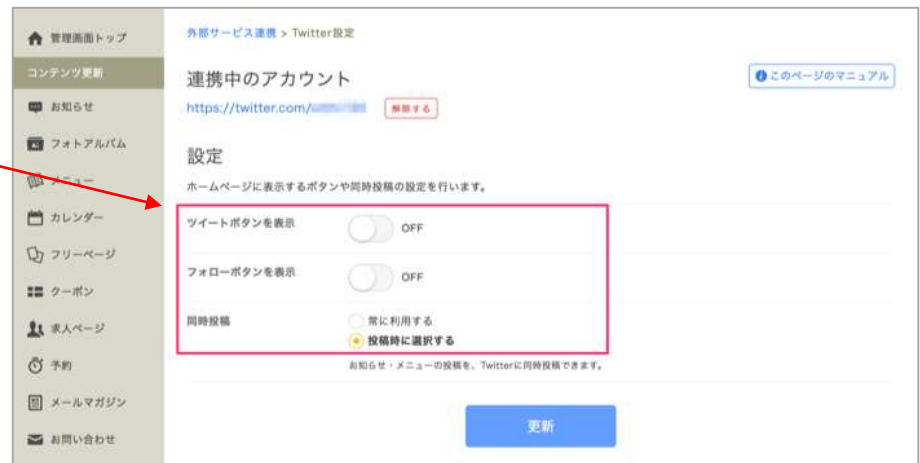 管理画面トップ
コンテンツ更新
お知らせ
フォトアルバム
メニュー
カレンダー
フリーページ
クーポン
求人ページ
予約
メールマガジン
お問い合わせ
外部サービス連携 > Twitter設定
連携中のアカウント
このページのマニュアル
https://twitter.com/
解除する
設定
ホームページに表示するボタンや同時投稿の設定を行います。
ツイートボタンを表示 OFF
フォローボタンを表示 OFF
同時投稿 常に利用する
投稿時に選択する
お知らせ・メニューの投稿を、Twitterに同時投稿できます。
更新